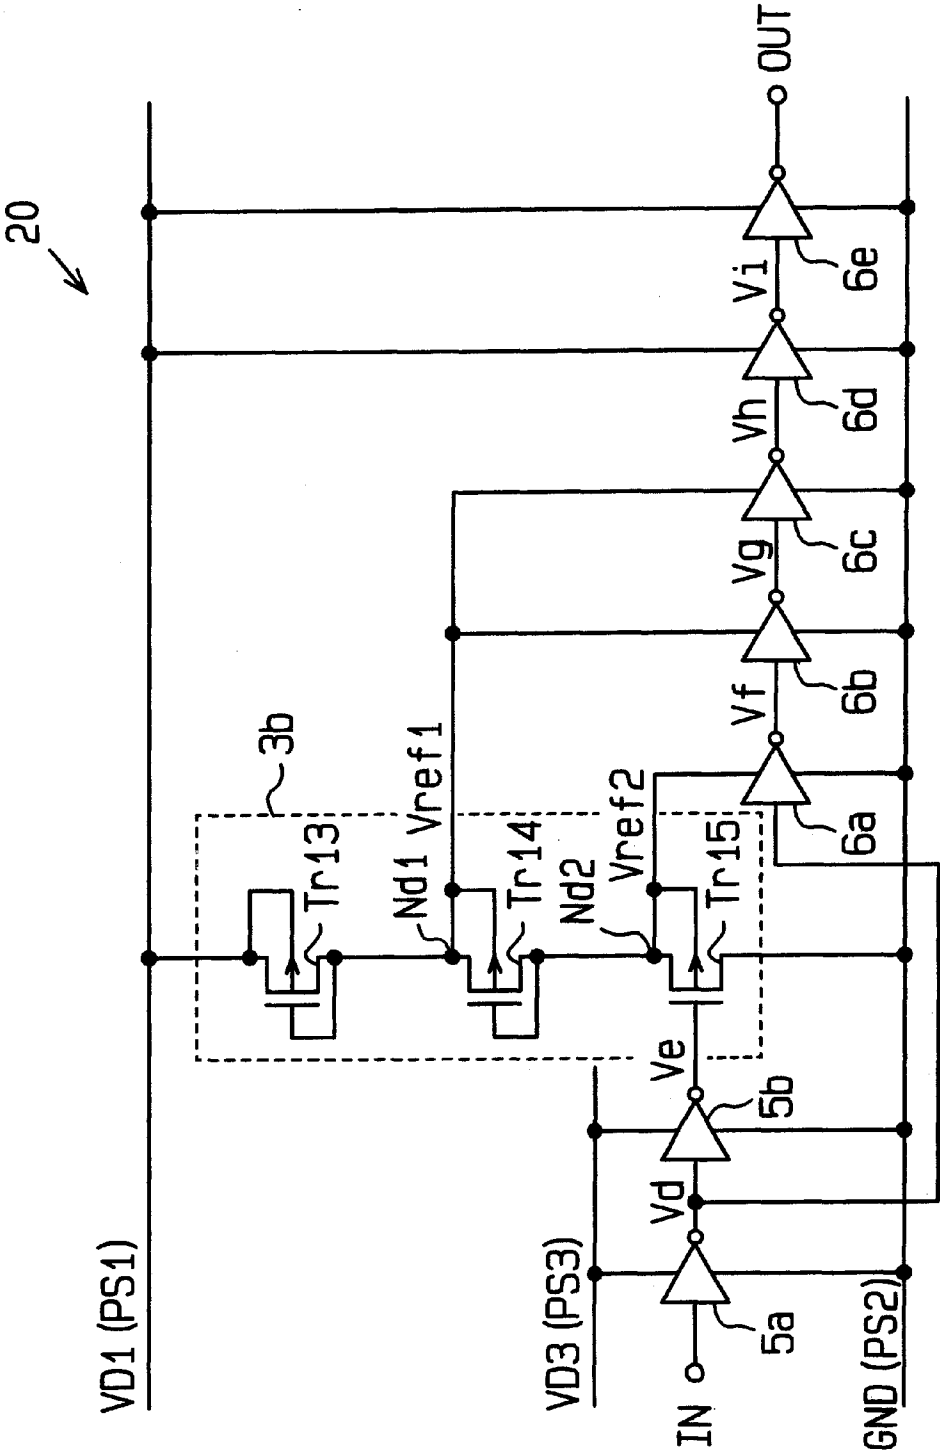 20
VD1 (PS1)
3b
Tr13
Nd1
Vref1
Tr14
Nd2
Vref2
Tr15
VD3 (PS3)
Ve
Vd
5b
5a
IN
GND (PS2)
6a
Vf
6b
Vg
6c
Vh
6d
Vi
6e
OUT